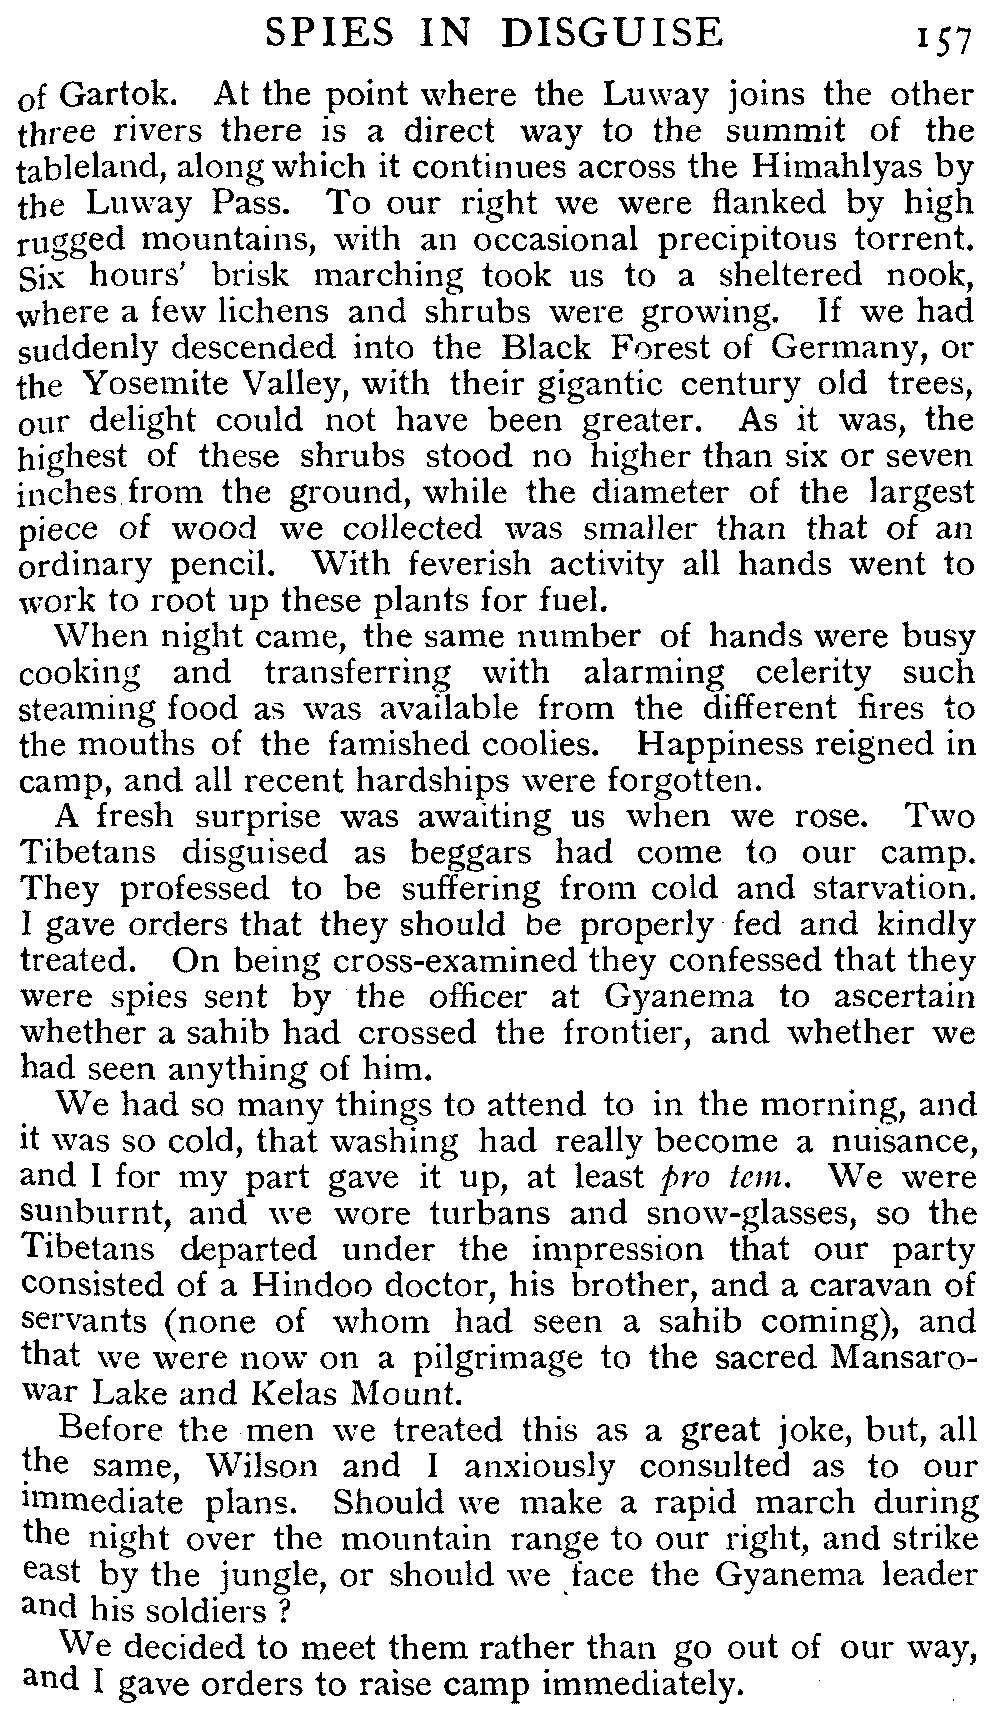 SPIES IN DISGUISE 157
of Gartok. At the point where the Luway joins the other
three rivers there is a direct way to the summit of the
tableland, along which it continues across the Himahlyas by
the Luway Pass. To our right we were flanked by high
rugged mountains, with an occasional precipitous torrent.
Six hours' brisk marching took us to a sheltered nook,
where a few lichens and shrubs were growing. If we had
suddenly descended into the Black Forest of Germany, or
the Yosemite Valley, with their gigantic century old trees,
our delight could not have been greater. As it was, the
highest of these shrubs stood no higher than six or seven
inches from the ground, while the diameter of the largest
piece of wood we collected was smaller than that of an
ordinary pencil. With feverish activity all hands went to
work to root up these plants for fuel.
When night came, the same number of hands were busy
cooking and transferring with alarming celerity such
steaming food as was available from the different fires to
the mouths of the famished coolies. Happiness reigned in
camp, and all recent hardships were forgotten.
A fresh surprise was awaiting us when we rose. Two
Tibetans disguised as beggars had come to our camp.
They professed to be suffering from cold and starvation.
I gave orders that they should be properly fed and kindly
treated. On being cross-examined they confessed that they
were spies sent by the officer at Gyanema to ascertain
whether a sahib had crossed the frontier, and whether we
had seen anything of him.
We had so many things to attend to in the morning, and
it was so cold, that washing had really become a nuisance,
and I for my part gave it up, at least pro tem. We were
sunburnt, and we wore turbans and snow-glasses, so the
Tibetans departed under the impression that our party
consisted of a Hindoo doctor, his brother, and a caravan of
servants (none of whom had seen a sahib coming), and
that we were now on a pilgrimage to the sacred Mansaro-
war Lake and Kelas Mount.
Before the men we treated this as a great joke, but, all
the same, Wilson and I anxiously consulted as to our
immediate plans. Should we make a rapid march during
the night over the mountain range to our right, and strike
east by the jungle, or should we face the Gyanema leader
and his soldiers ?
We decided to meet them rather than go out of our way,
and I gave orders to raise camp immediately.